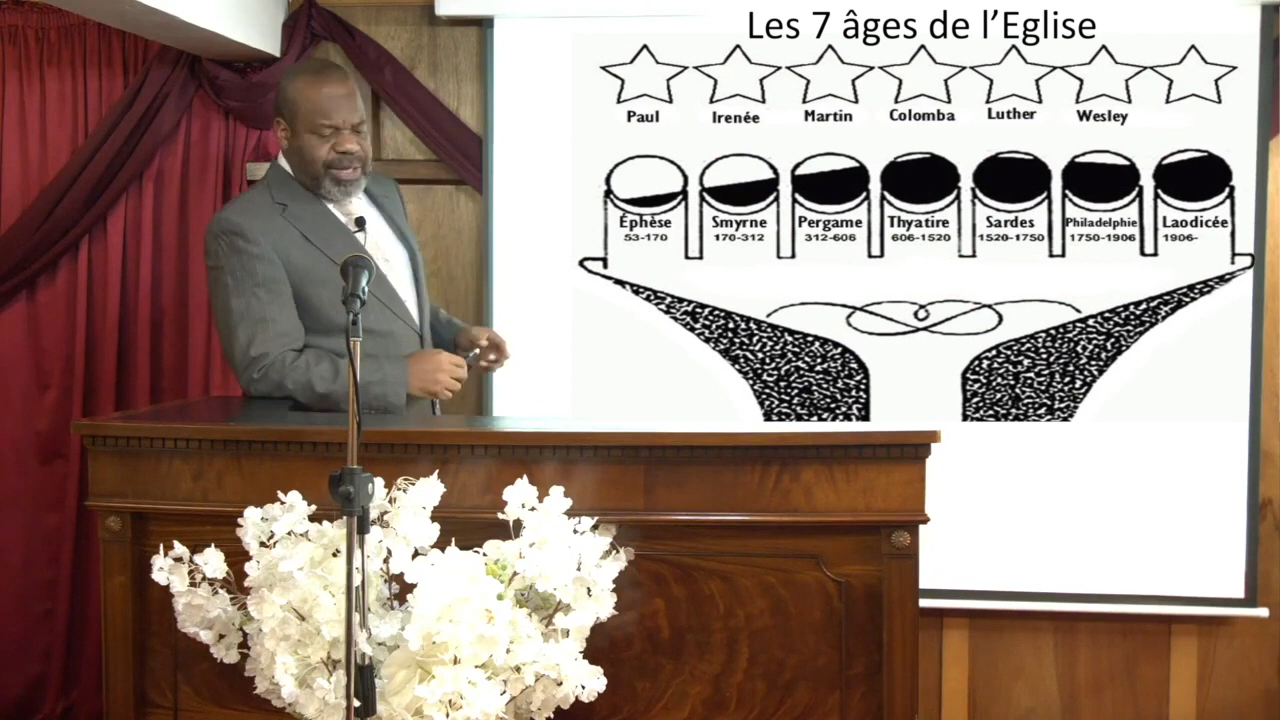 Les 7 âges de l’Eglise
Paul Irenée Martin Colomba Luther Wesley
Éphèse Smyrne Pergame Thyatire Sardes Philadelphie Laodicée
53-170 170-312 312-606 606-1520 1520-1750 1750-1906 1906-